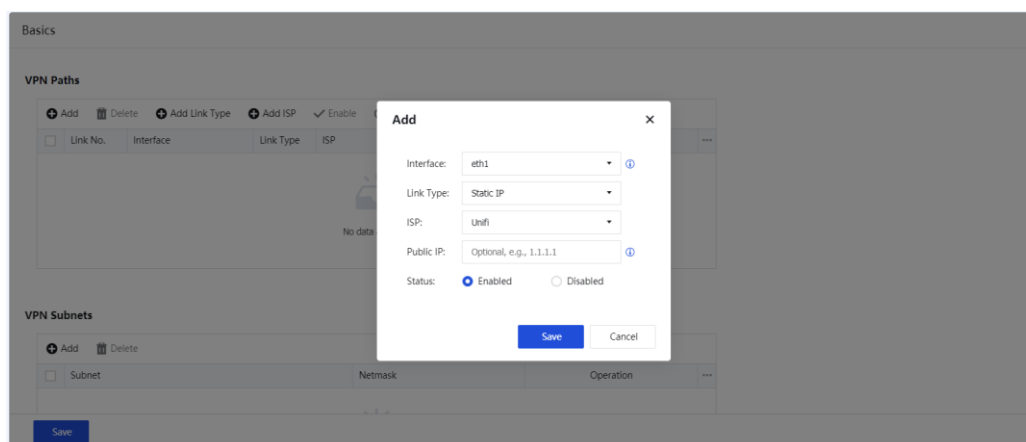 Basics
VPN Paths
Add Delete Add Link Type Add ISP Enable
Link No. Interface Link Type ISP
No data
Add
Interface: eth1
Link Type: Static IP
ISP: Unifi
Public IP: Optional, e.g., 1.1.1.1
Status: Enabled Disabled
Save Cancel
VPN Subnets
Add Delete
Subnet Netmask Operation
Save